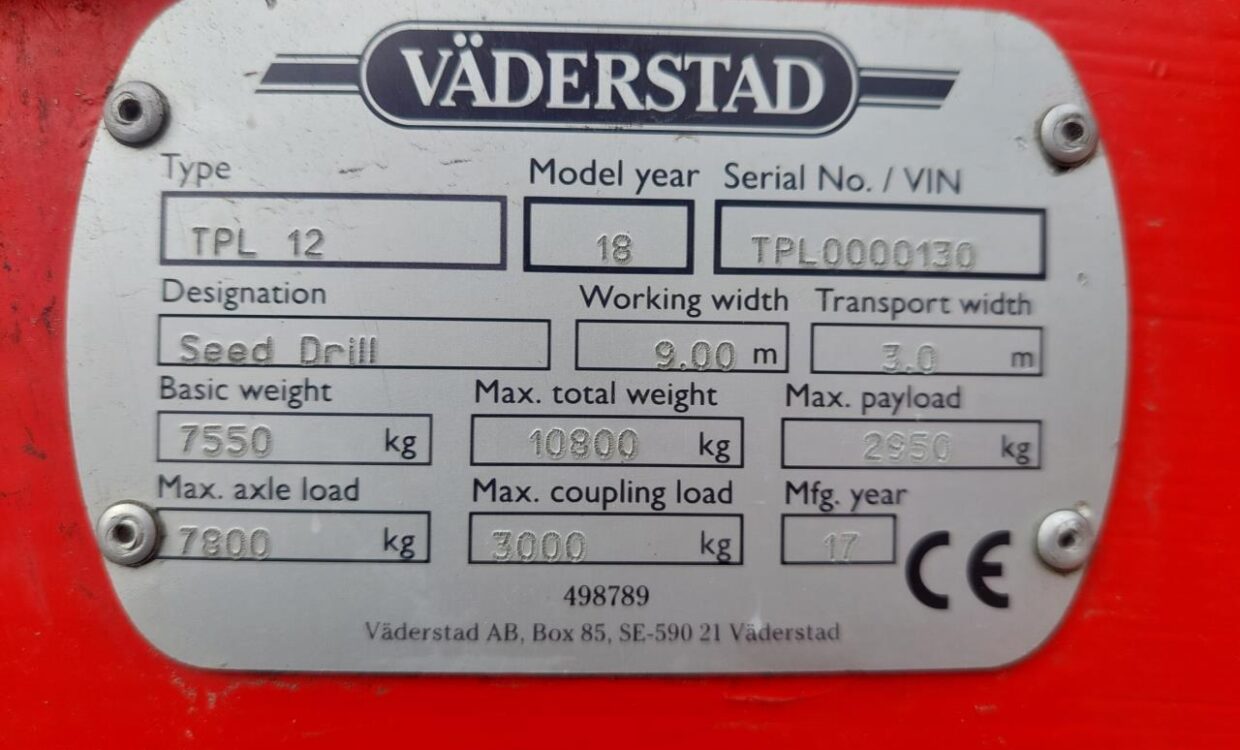 VÄDERSTAD
Type Model year Serial No. / VIN
TPL 12 18 TPL0000130
Designation Working width Transport width
Seed Drill 9.00 m 3.0 m
Basic weight Max. total weight Max. payload
7550 kg 10800 kg 2950 kg
Max. axle load Max. coupling load Mfg. year
7800 kg 3000 kg 17
CE
498789
Väderstad AB, Box 85, SE-590 21 Väderstad